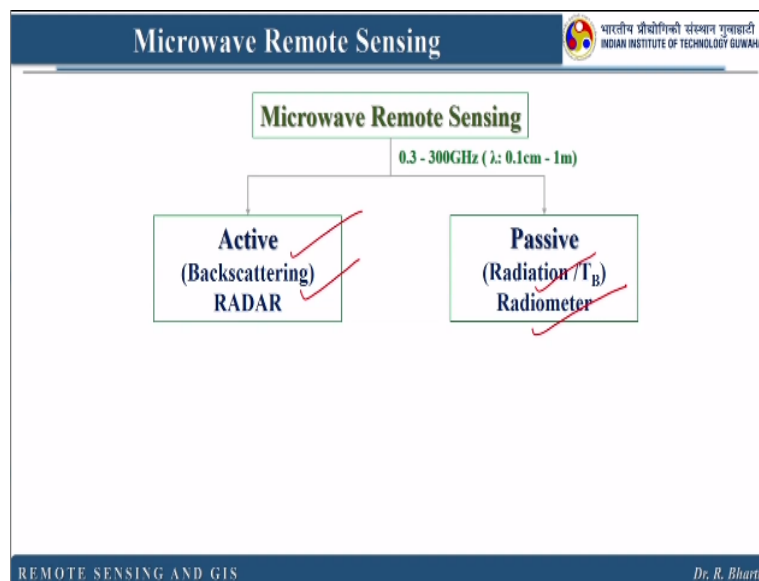 Microwave Remote Sensing
भारतीय प्रौद्योगिकी संस्थान गुवाहाटी
INDIAN INSTITUTE OF TECHNOLOGY GUWAH
Microwave Remote Sensing
0.3 - 300GHz ( λ: 0.1cm - 1m)
Active
(Backscattering)
RADAR
Passive
(Radiation /T_B)
Radiometer
REMOTE SENSING AND GIS
Dr. R. Bhart